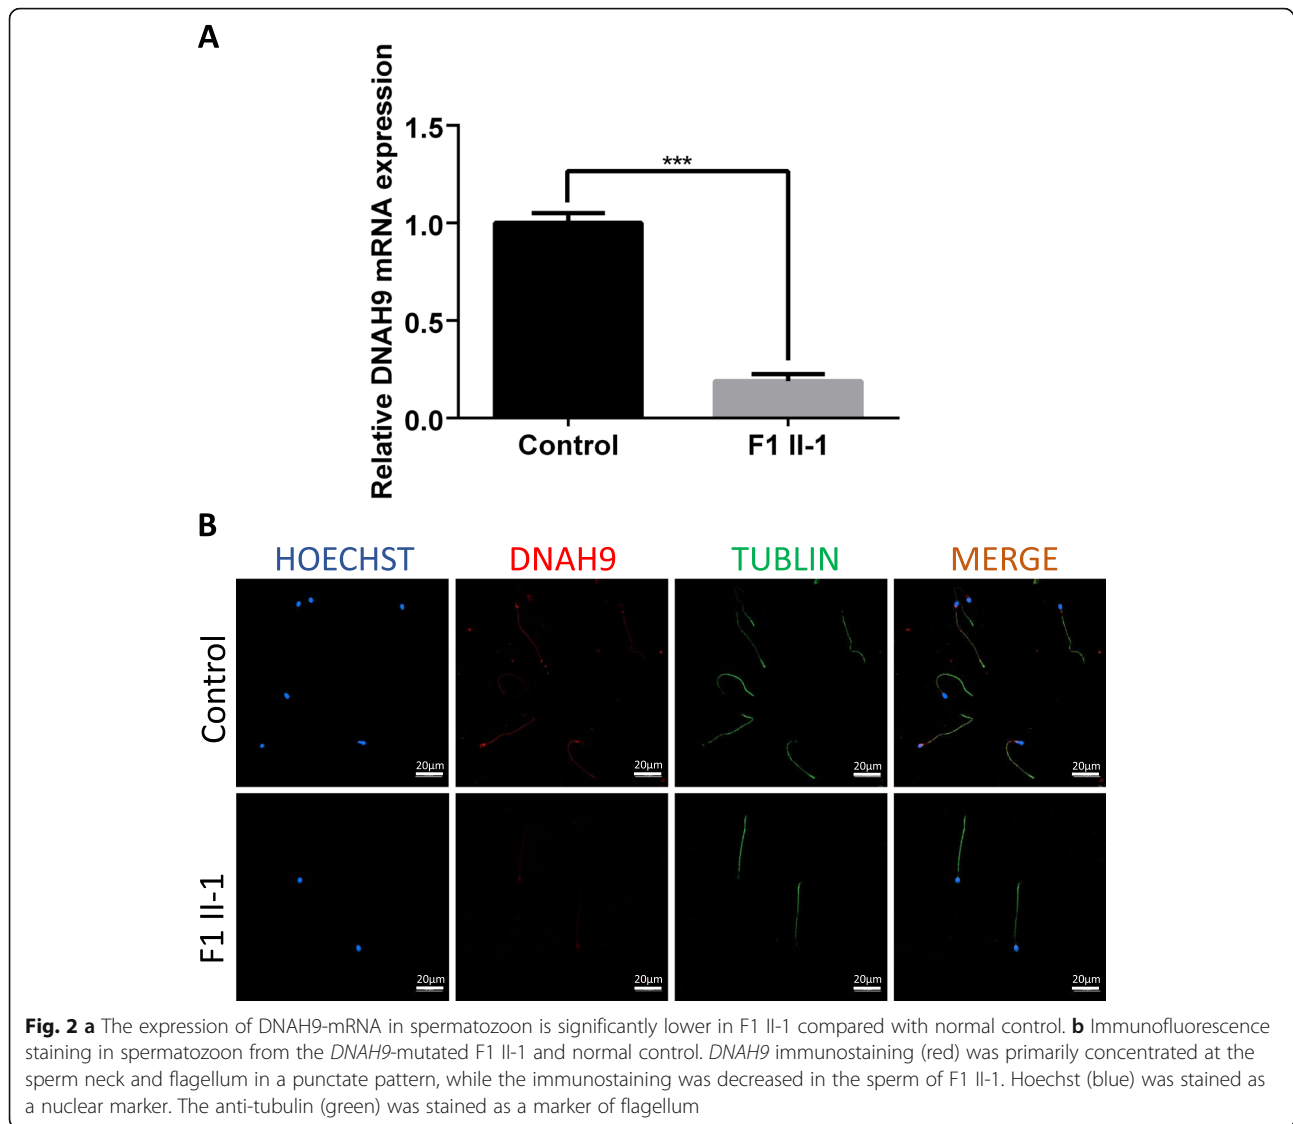 A
Relative DNAH9 mRNA expression
1.5
1.0
0.5
0.0
***
Control
F1 II-1
B
HOECHST
DNAH9
TUBLIN
MERGE
Control
20μm
20μm
20μm
20μm
F1 II-1
20μm
20μm
20μm
20μm
Fig. 2 a The expression of DNAH9-mRNA in spermatozoon is significantly lower in F1 II-1 compared with normal control. b Immunofluorescence
staining in spermatozoon from the DNAH9-mutated F1 II-1 and normal control. DNAH9 immunostaining (red) was primarily concentrated at the
sperm neck and flagellum in a punctate pattern, while the immunostaining was decreased in the sperm of F1 II-1. Hoechst (blue) was stained as
a nuclear marker. The anti-tubulin (green) was stained as a marker of flagellum